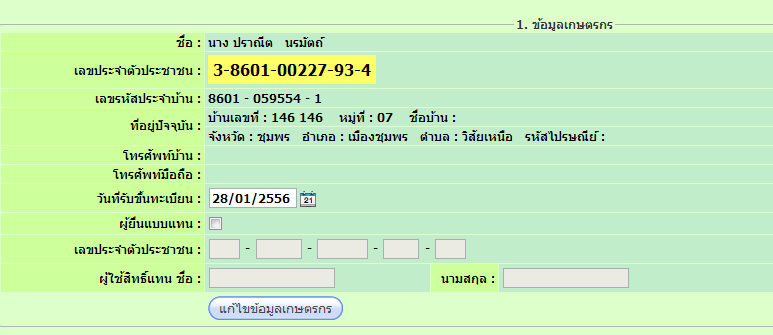 1. ข้อมูลเกษตรกร
ชื่อ : นาง ปราณีต นรมัตถ์
เลขประจำตัวประชาชน : 3-8601-00227-93-4
เลขรหัสประจำบ้าน : 8601 - 059554 - 1
ที่อยู่ปัจจุบัน : บ้านเลขที่ : 146 146 หมู่ที่ : 07 ชื่อบ้าน :
จังหวัด : ชุมพร อำเภอ : เมืองชุมพร ตำบล : วิสัยเหนือ รหัสไปรษณีย์ :
โทรศัพท์บ้าน :
โทรศัพท์มือถือ :
วันที่รับขึ้นทะเบียน : 28/01/2556 21
ผู้ยื่นแบบแทน :
เลขประจำตัวประชาชน : - - - -
ผู้ใช้สิทธิ์แทน ชื่อ : นามสกุล :
แก้ไขข้อมูลเกษตรกร